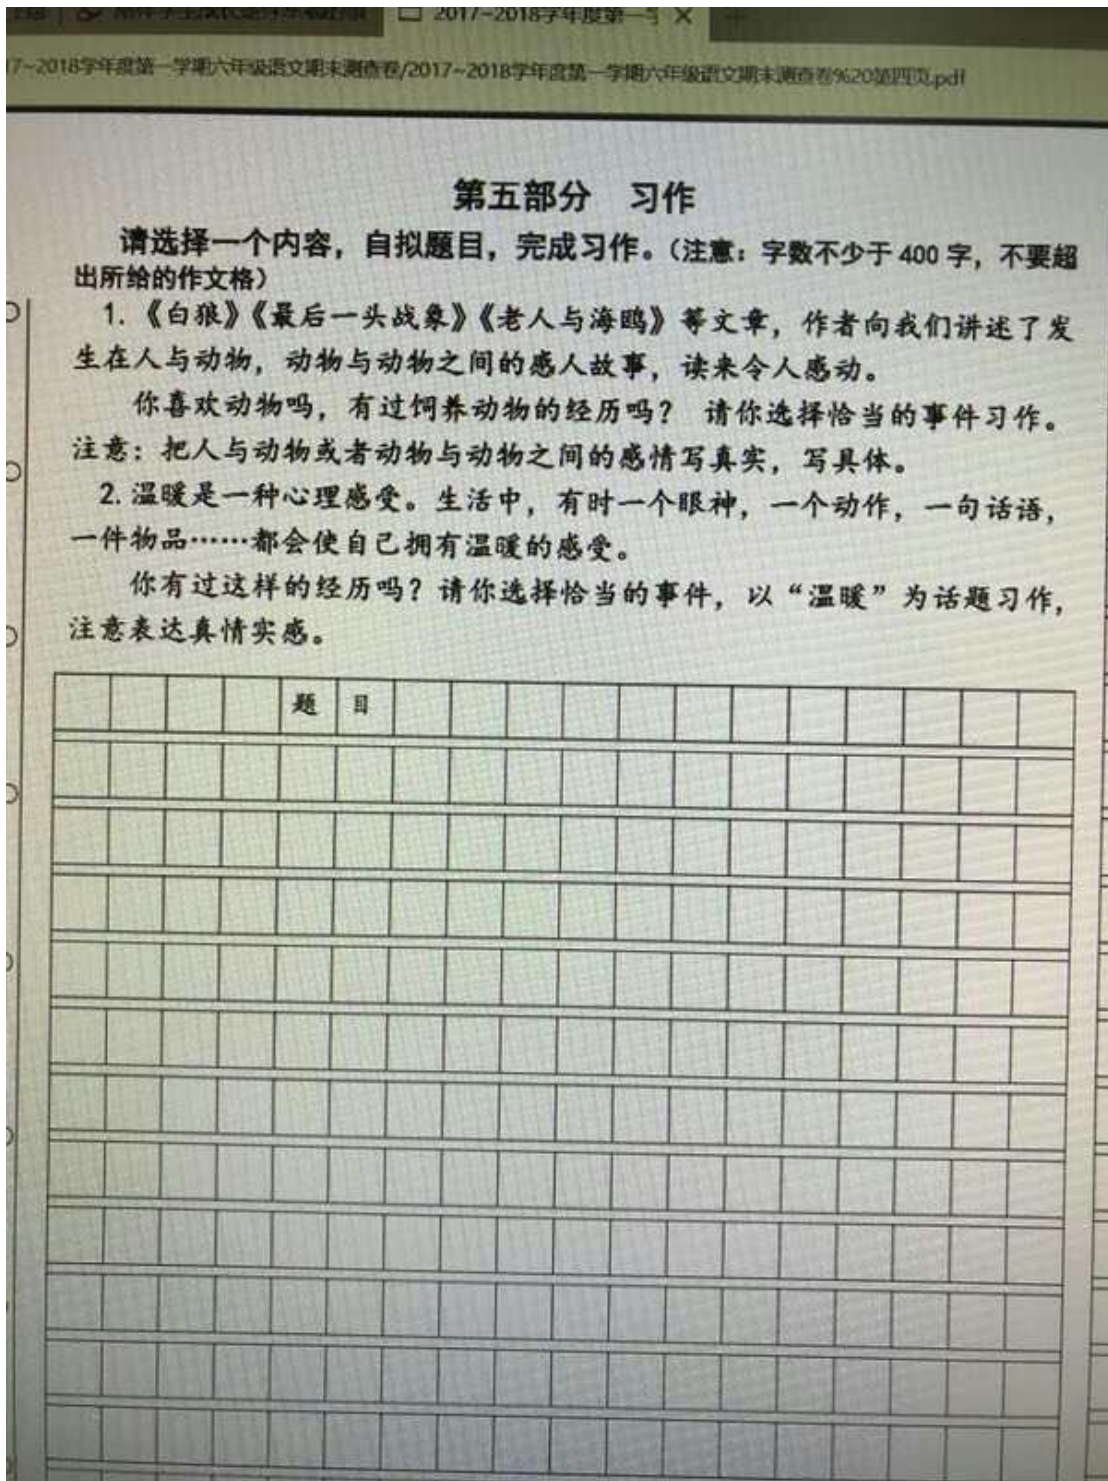 2017~2018学年度第一学
17~2018学年度第一学期六年级语文期末测查卷/2017~2018学年度第一学期六年级语文期末测查卷%20第四页.pdf
第五部分 习作
请选择一个内容，自拟题目，完成习作。（注意：字数不少于 400 字，不要超
出所给的作文格）
1.《白狼》《最后一头战象》《老人与海鸥》等文章，作者向我们讲述了发
生在人与动物，动物与动物之间的感人故事，读来令人感动。
你喜欢动物吗，有过饲养动物的经历吗？ 请你选择恰当的事件习作。
注意：把人与动物或者动物与动物之间的感情写真实，写具体。
2.温暖是一种心理感受。生活中，有时一个眼神，一个动作，一句话语，
一件物品……都会使自己拥有温暖的感受。
你有过这样的经历吗？请你选择恰当的事件，以“温暖”为话题习作，
注意表达真情实感。
题目